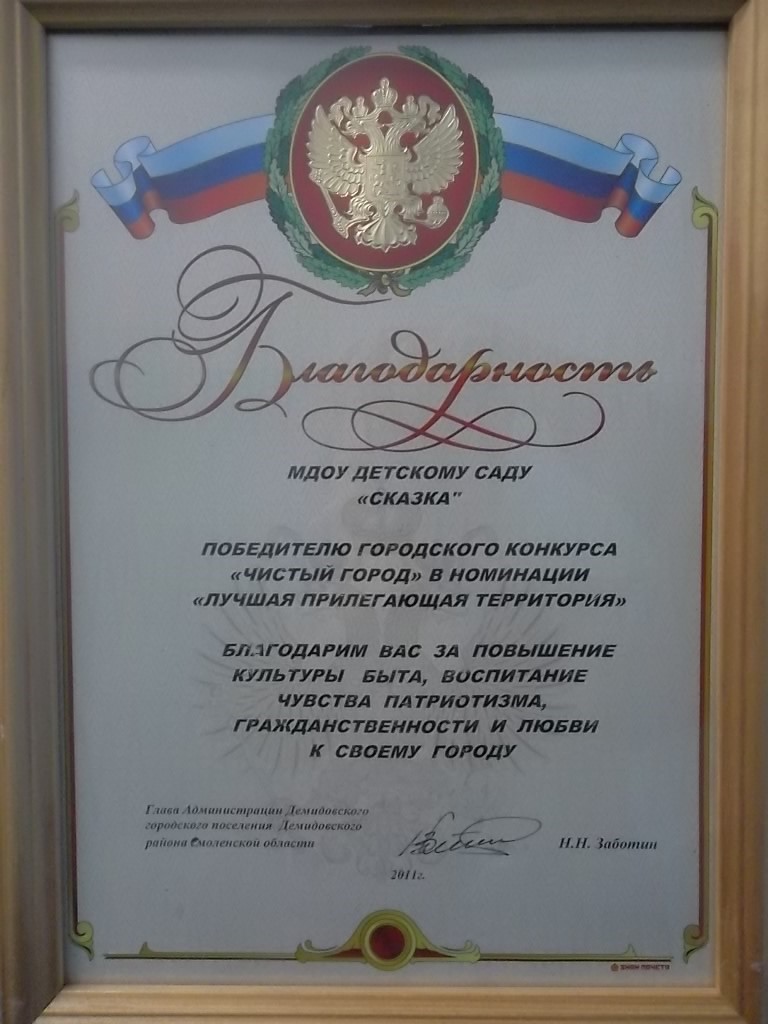 Благодарность
МДОУ ДЕТСКОМУ САДУ
«СКАЗКА"
ПОБЕДИТЕЛЮ ГОРОДСКОГО КОНКУРСА
«ЧИСТЫЙ ГОРОД» В НОМИНАЦИИ
«ЛУЧШАЯ ПРИЛЕГАЮЩАЯ ТЕРРИТОРИЯ»
БЛАГОДАРИМ ВАС ЗА ПОВЫШЕНИЕ
КУЛЬТУРЫ БЫТА, ВОСПИТАНИЕ
ЧУВСТВА ПАТРИОТИЗМА,
ГРАЖДАНСТВЕННОСТИ И ЛЮБВИ
К СВОЕМУ ГОРОДУ
Глава Администрации Демидовского
городского поселения Демидовского
района Смоленской области
Н.Н. Заботин
2011г.
ЗНАК ПОЧЕТА